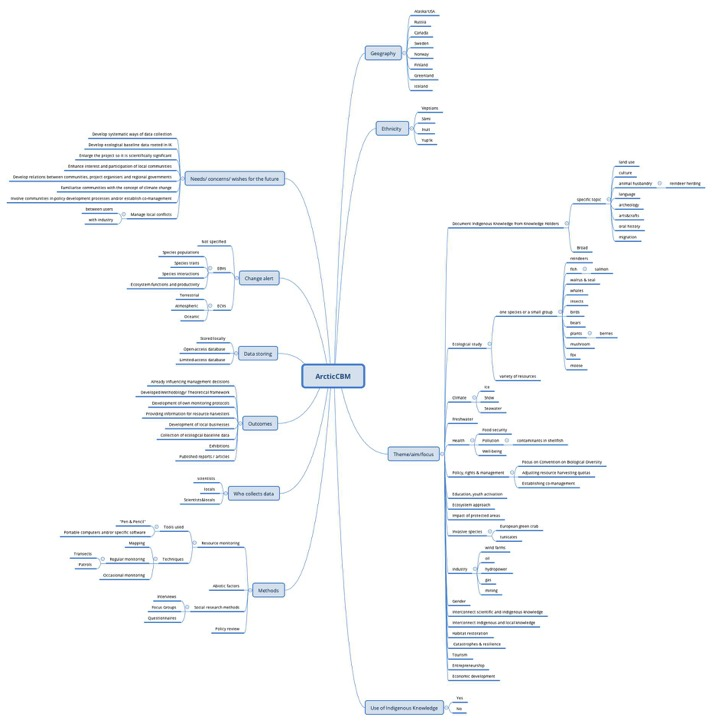 ArcticCBM
Geography
Alaska/USA
Russia
Canada
Sweden
Norway
Finland
Greenland
Iceland
Ethnicity
Veptians
Sámi
Inuit
Yup'ik
Theme/aim/focus
Document Indigenous Knowledge from Knowledge Holders
specific topic
land use
culture
animal husbandry
reindeer herding
language
archeology
art&crafts
oral history
migration
Broad
Ecological study
one species or a small group
reindeers
fish
salmon
walrus & seal
whales
insects
birds
bears
plants
berries
mushroom
fox
moose
variety of resources
Climate
Ice
Snow
Seawater
Freshwater
Health
Food security
Pollution
contaminants in shellfish
Well-being
Policy, rights & management
Focus on Convention on Biological Diversity
Adjusting resource harvesting quotas
Establishing co-management
Education, youth activation
Ecosystem approach
Impact of protected areas
Invasive species
European green crab
tunicates
Industry
wind farms
oil
hydropower
gas
mining
Gender
Interconnect scientific and indigenous knowledge
Interconnect indigenous and local knowledge
Habitat restoration
Catastrophes & resilience
Tourism
Entrepreneurship
Economic development
Use of Indigenous Knowledge
Yes
No
Needs/ concerns/ wishes for the future
Develop systematic ways of data collection
Develop ecological baseline data rooted in IK
Enlarge the project so it is scientifically significant
Enhance interest and participation of local communities
Develop relations between communities, project organisers and regional governments
Familiarise communities with the concept of climate change
Involve communities in policy development processes and/or establish co-management
Manage local conflicts
between users
with industry
Change alert
Not specified
EBVs
Species populations
Species traits
Species interactions
Ecosystem functions and productivity
ECVs
Terrestrial
Atmospheric
Oceanic
Data storing
Stored locally
Open access database
Limited access database
Outcomes
Already influencing management decisions
Developed Methodology/ Theoretical framework
Development of own monitoring protocols
Providing information for resource harvestors
Development of local businesses
Collection of ecological baseline data
Exhibitions
Published reports / articles
Who collects data
scientists
locals
Scientists&locals
Methods
Resource monitoring
Tools used
"Pen & Pencil"
Portable computers and/or specific software
Techniques
Mapping
Regular monitoring
Transects
Patrols
Occasional monitoring
Abiotic factors
Social research methods
Interviews
Focus Groups
Questionnaires
Policy review